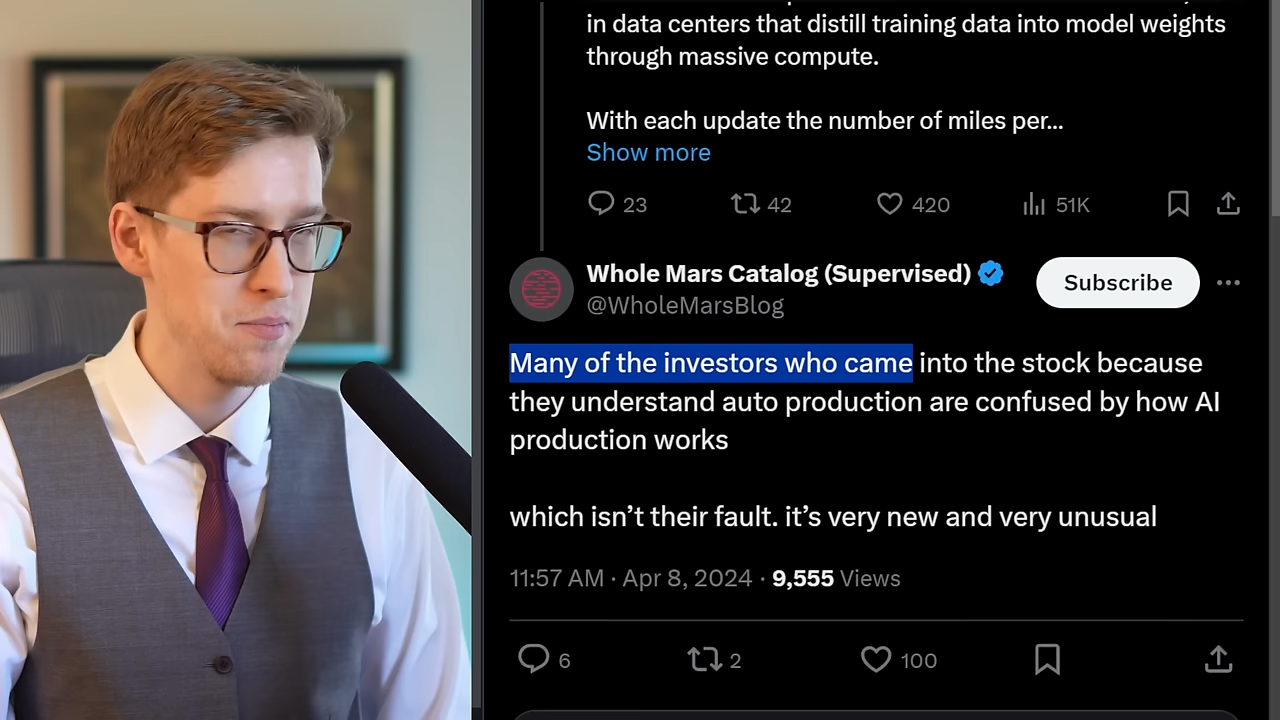 in data centers that distill training data into model weights
through massive compute.
With each update the number of miles per...
Show more
23 42 420 51K
Whole Mars Catalog (Supervised)
@WholeMarsBlog
Subscribe
Many of the investors who came into the stock because
they understand auto production are confused by how AI
production works
which isn’t their fault. it’s very new and very unusual
11:57 AM · Apr 8, 2024 · 9,555 Views
6 2 100